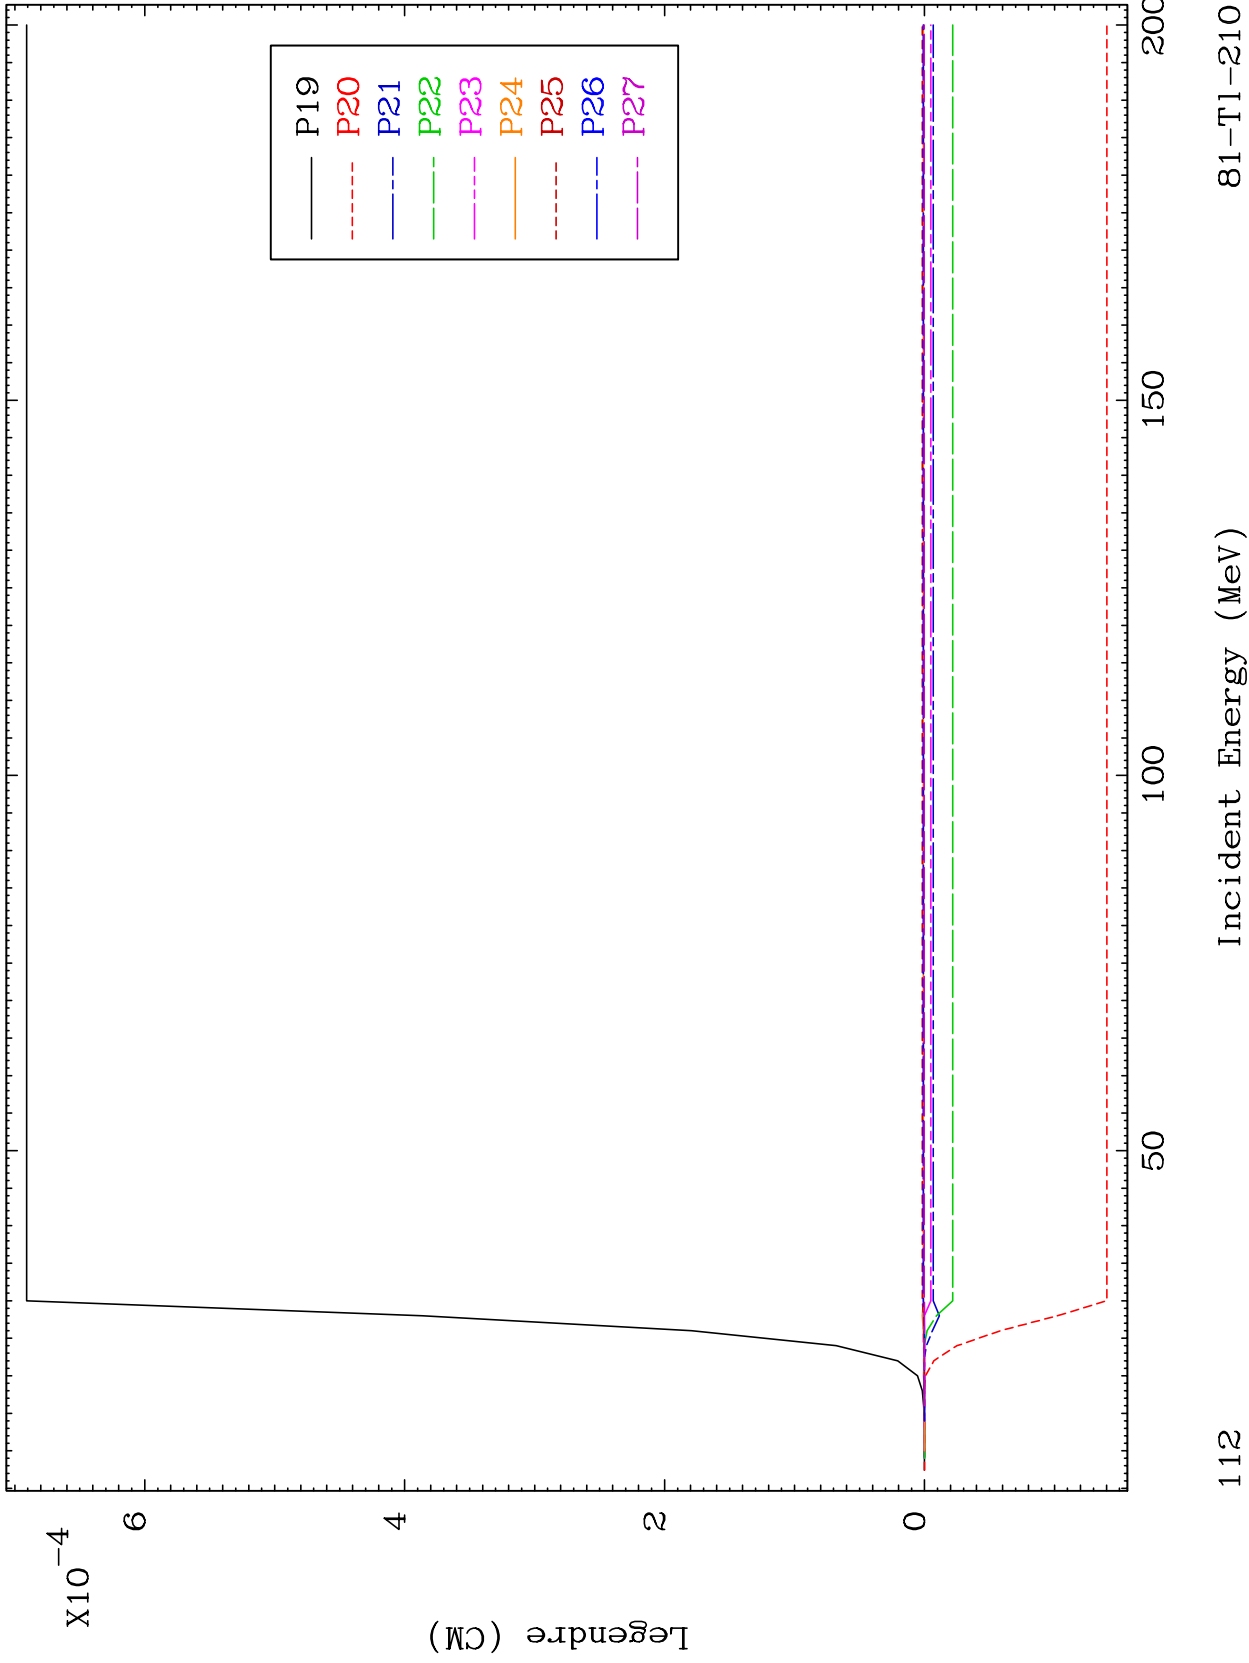 X10-4
6
4
2
0
Legendre (CM)
P19
P20
P21
P22
P23
P24
P25
P26
P27
50
100
150
200
Incident Energy (MeV)
112
81-Tl-210